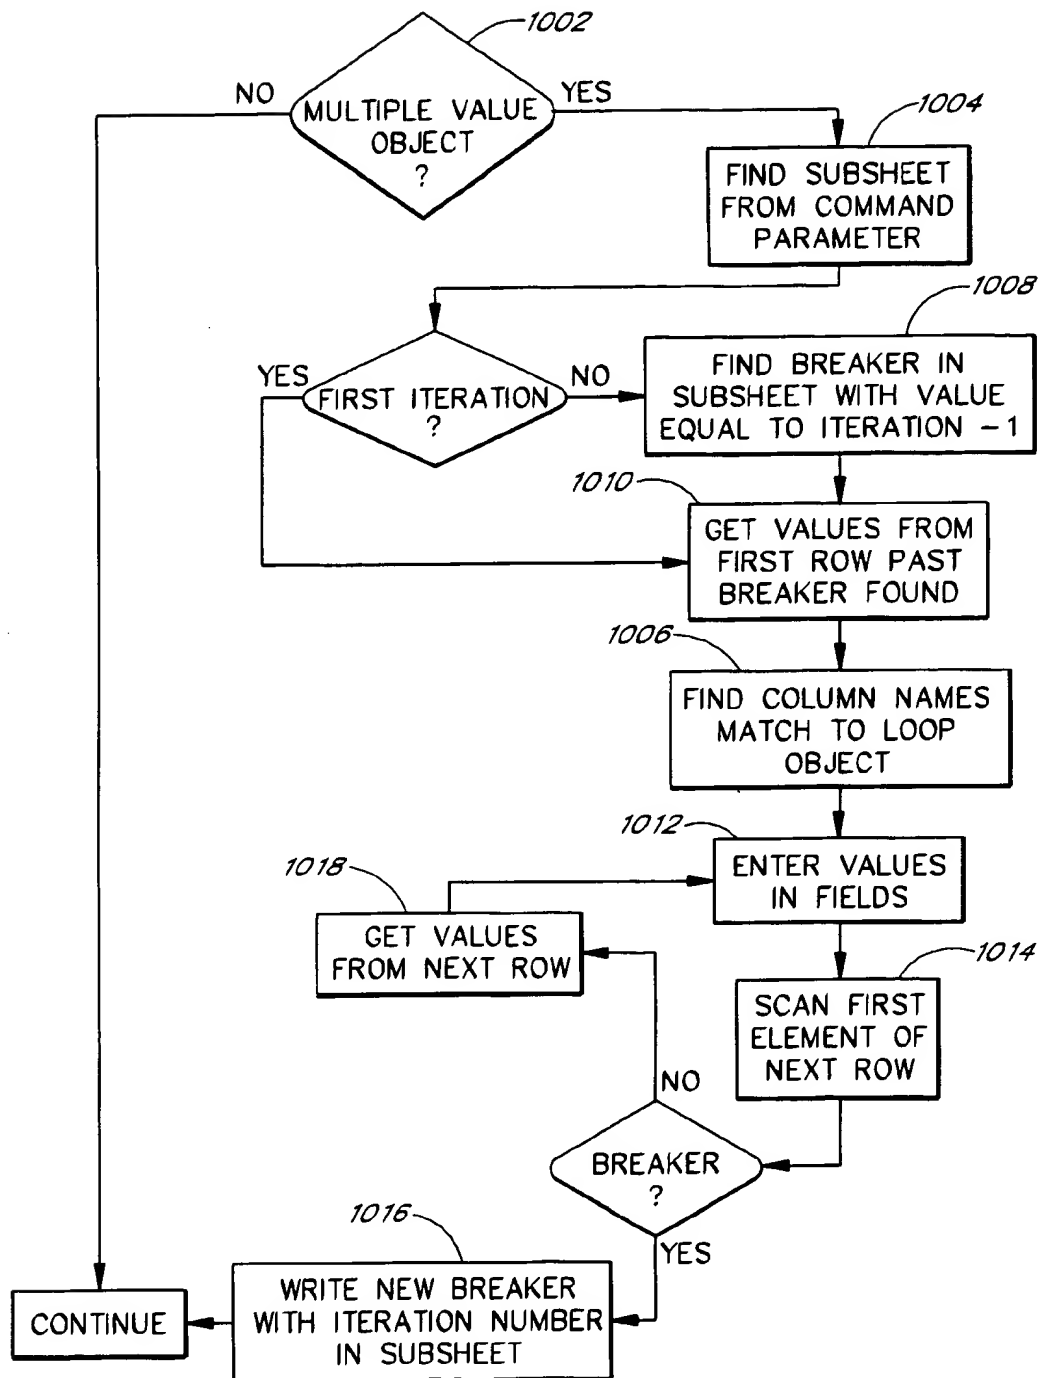 1002
NO
YES
MULTIPLE VALUE
OBJECT
?
1004
FIND SUBSHEET
FROM COMMAND
PARAMETER
1008
YES
NO
FIRST ITERATION
?
FIND BREAKER IN
SUBSHEET WITH VALUE
EQUAL TO ITERATION – 1
1010
GET VALUES FROM
FIRST ROW PAST
BREAKER FOUND
1006
FIND COLUMN NAMES
MATCH TO LOOP
OBJECT
1012
ENTER VALUES
IN FIELDS
1018
GET VALUES
FROM NEXT ROW
1014
SCAN FIRST
ELEMENT OF
NEXT ROW
NO
BREAKER
?
YES
1016
WRITE NEW BREAKER
WITH ITERATION NUMBER
IN SUBSHEET
CONTINUE